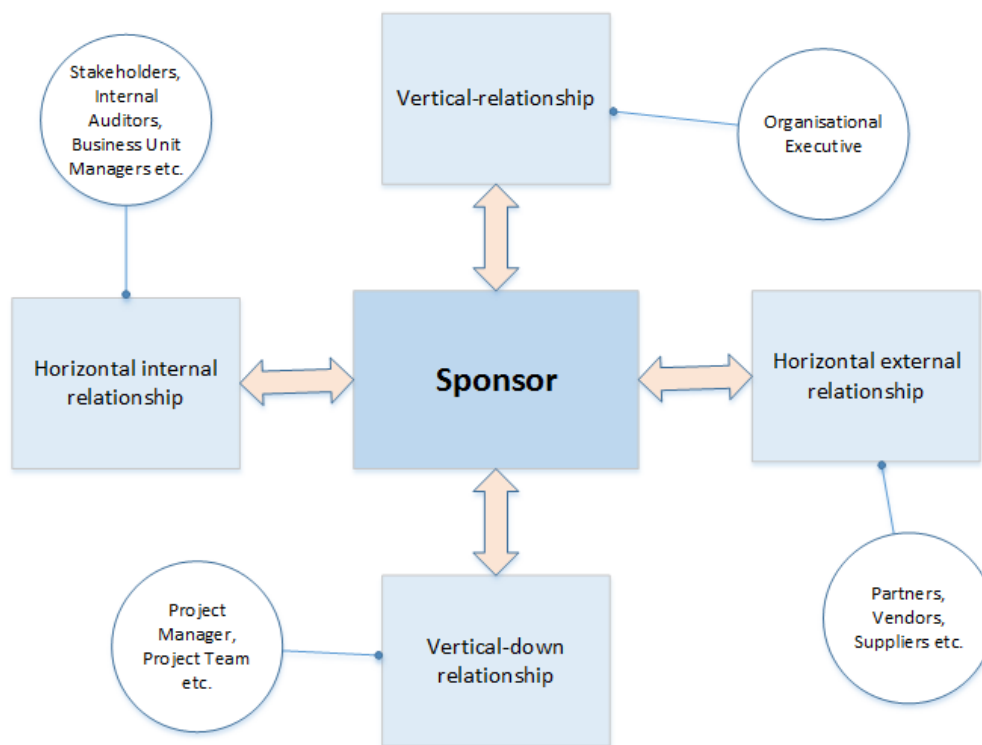 Stakeholders,
Internal
Auditors,
Business Unit
Managers etc.
Vertical-relationship
Organisational
Executive
Horizontal internal
relationship
Sponsor
Horizontal external
relationship
Project
Manager,
Project Team
etc.
Vertical-down
relationship
Partners,
Vendors,
Suppliers etc.